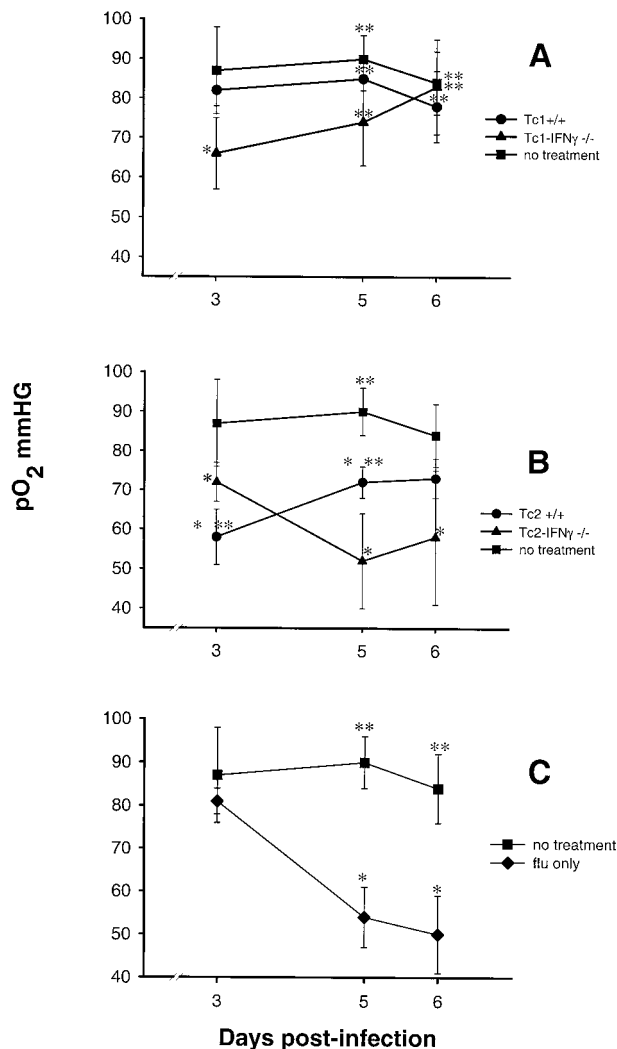 100
**
90
A
**
**
**
80
**
Tc1+/+
**
70
Tc1-IFNγ -/-
*
no treatment
60
50
40
3 5 6
pO2 mmHG
100
**
90
80
B
* **
*
70
Tc2 +/+
* **
60
Tc2-IFNγ -/-
*
*
no treatment
50
40
3 5 6
100
**
**
90
C
80
70
no treatment
flu only
60
*
*
50
40
3 5 6
Days post-infection